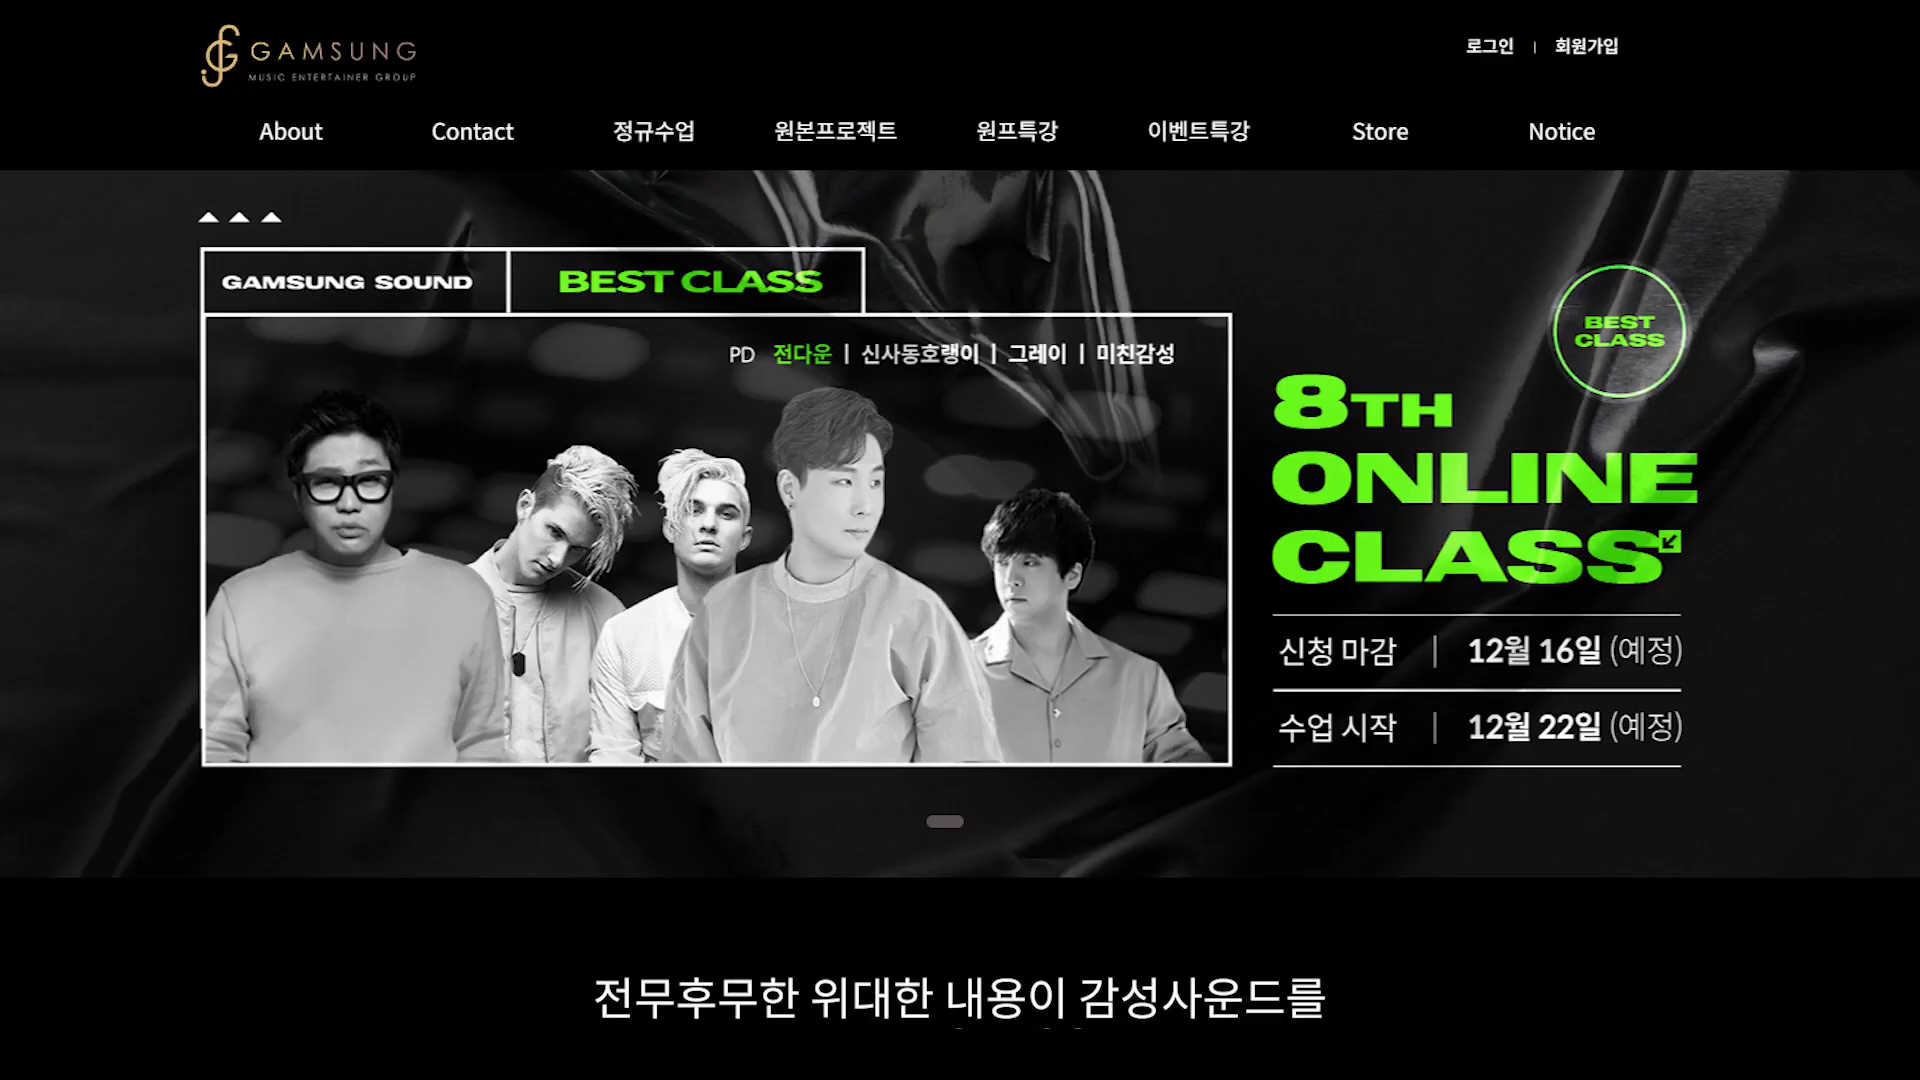 GAMSUNG
MUSIC ENTERTAINER GROUP
로그인 | 회원가입
About Contact 정규수업 원본프로젝트 원프특강 이벤트특강 Store Notice
GAMSUNG SOUND BEST CLASS
PD 전다운 | 신사동호랭이 | 그레이 | 미친감성
BEST
CLASS
8TH
ONLINE
CLASS
신청 마감 | 12월 16일 (예정)
수업 시작 | 12월 22일 (예정)
전무후무한 위대한 내용이 감성사운드를